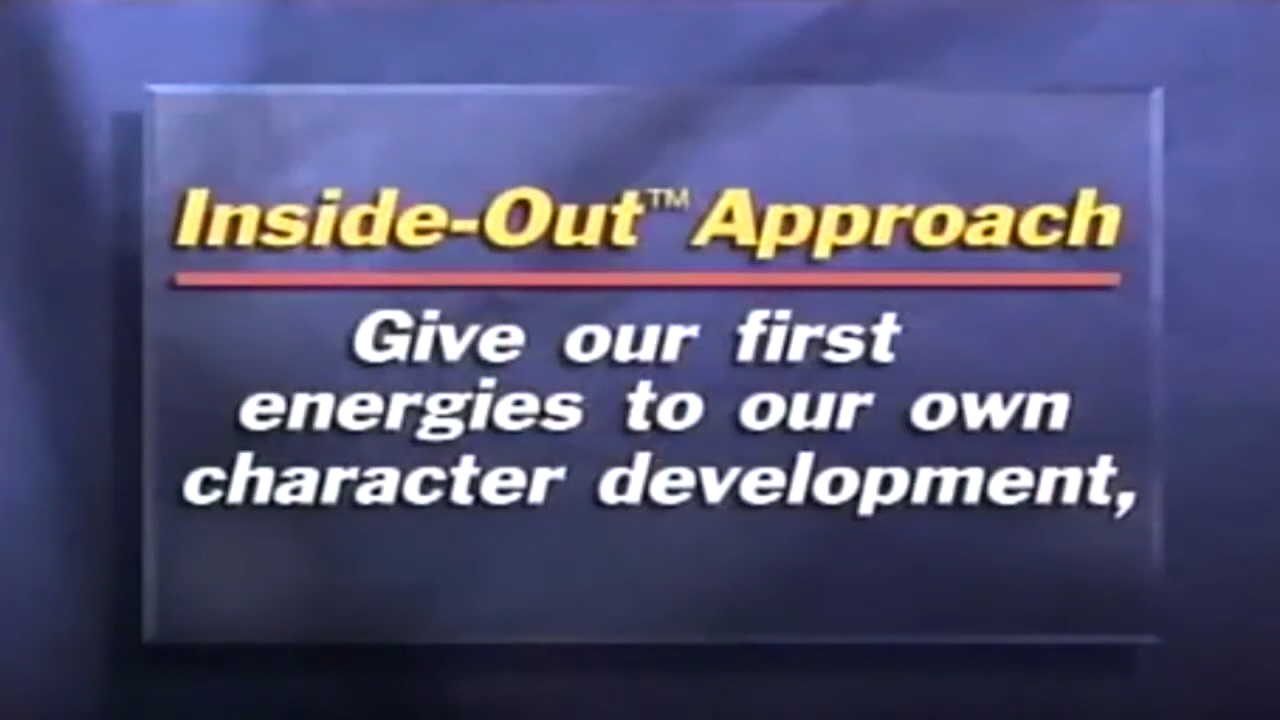 Inside-Out™ Approach
Give our first
energies to our own
character development,